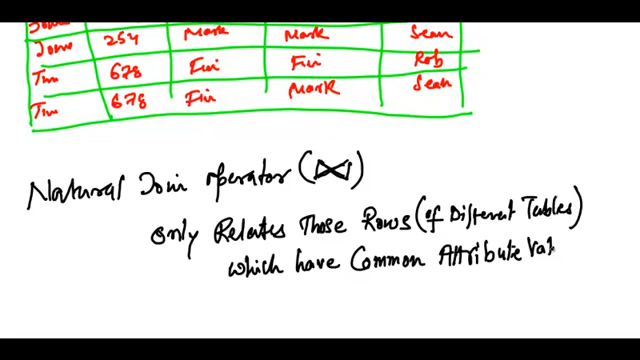 254 Mark Mark Sean
Tim 678 Fin Fin Rob
Tim 678 Fin Mark Sean
Natural Join operator (⋈)
only Relates Those Rows (of Different Tables)
which have Common Attribute Val